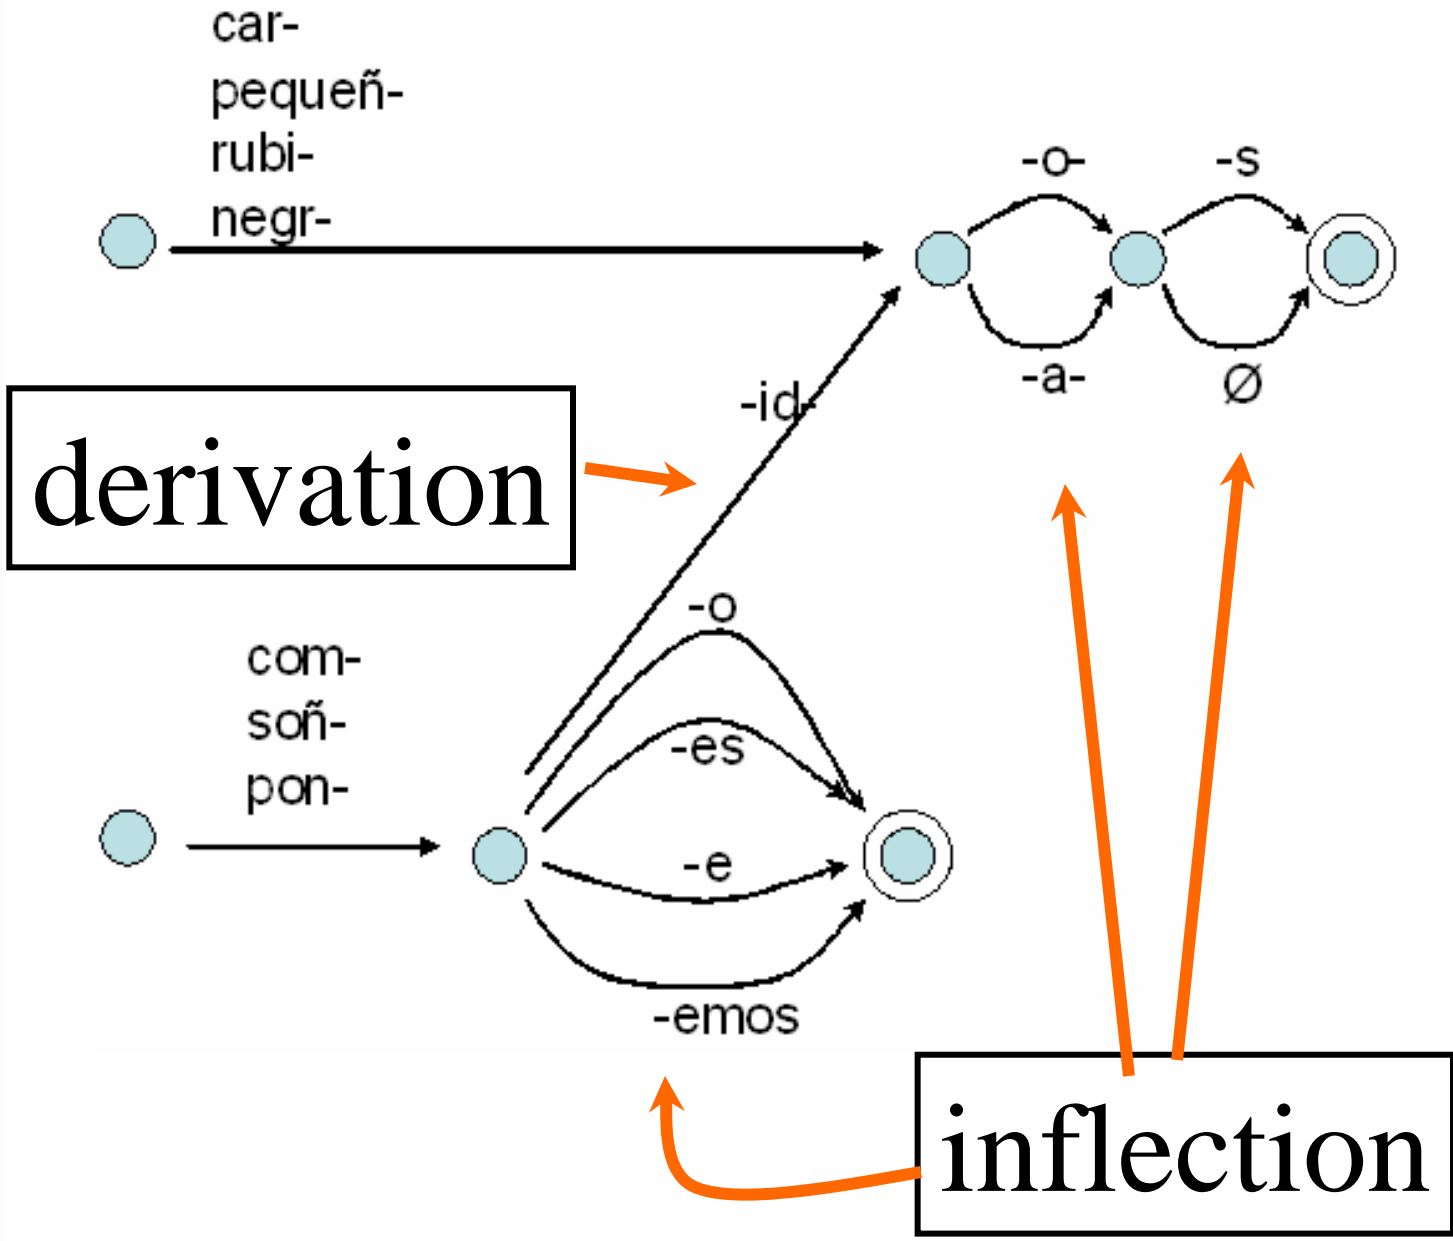 car-
pequeñ-
rubi-
negr-
-o-
-s
-a-
Ø
-id-
derivation
-o
com-
soñ-
pon-
-es
-e
-emos
inflection